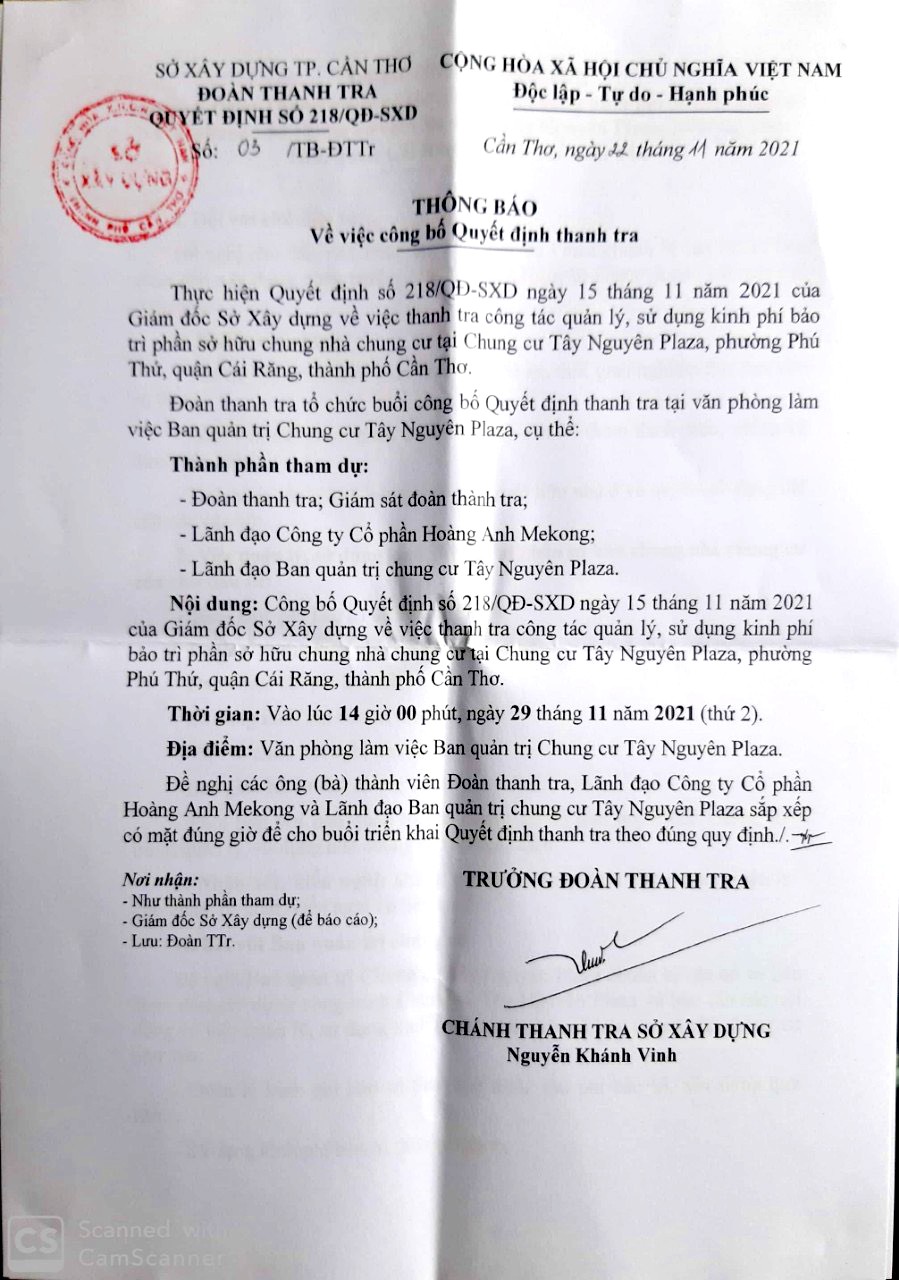 SỞ XÂY DỰNG TP. CẦN THƠ
ĐOÀN THANH TRA
QUYẾT ĐỊNH SỐ 218/QĐ-SXD
Số: 03 /TB-ĐTTr
CỘNG HÒA XÃ HỘI CHỦ NGHĨA VIỆT NAM
Độc lập - Tự do - Hạnh phúc
Cần Thơ, ngày 22 tháng 11 năm 2021
SỞ
XÂY DỰNG
THÔNG BÁO
Về việc công bố Quyết định thanh tra
Thực hiện Quyết định số 218/QĐ-SXD ngày 15 tháng 11 năm 2021 của
Giám đốc Sở Xây dựng về việc thanh tra công tác quản lý, sử dụng kinh phí bảo
trì phần sở hữu chung nhà chung cư tại Chung cư Tây Nguyên Plaza, phường Phú
Thứ, quận Cái Răng, thành phố Cần Thơ.
Đoàn thanh tra tổ chức buổi công bố Quyết định thanh tra tại văn phòng làm
việc Ban quản trị Chung cư Tây Nguyên Plaza, cụ thể:
Thành phần tham dự:
- Đoàn thanh tra; Giám sát đoàn thành tra;
- Lãnh đạo Công ty Cổ phần Hoàng Anh Mekong;
- Lãnh đạo Ban quản trị chung cư Tây Nguyên Plaza.
Nội dung: Công bố Quyết định số 218/QĐ-SXD ngày 15 tháng 11 năm 2021
của Giám đốc Sở Xây dựng về việc thanh tra công tác quản lý, sử dụng kinh phí
bảo trì phần sở hữu chung nhà chung cư tại Chung cư Tây Nguyên Plaza, phường
Phú Thứ, quận Cái Răng, thành phố Cần Thơ.
Thời gian: Vào lúc 14 giờ 00 phút, ngày 29 tháng 11 năm 2021 (thứ 2).
Địa điểm: Văn phòng làm việc Ban quản trị Chung cư Tây Nguyên Plaza.
Đề nghị các ông (bà) thành viên Đoàn thanh tra, Lãnh đạo Công ty Cổ phần
Hoàng Anh Mekong và Lãnh đạo Ban quản trị chung cư Tây Nguyên Plaza sắp xếp
có mặt đúng giờ để cho buổi triển khai Quyết định thanh tra theo đúng quy định./.
Nơi nhận:
- Như thành phần tham dự;
- Giám đốc Sở Xây dựng (để báo cáo);
- Lưu: Đoàn TTr.
TRƯỞNG ĐOÀN THANH TRA
CHÁNH THANH TRA SỞ XÂY DỰNG
Nguyễn Khánh Vinh
CS
Scanned with
CamScanner